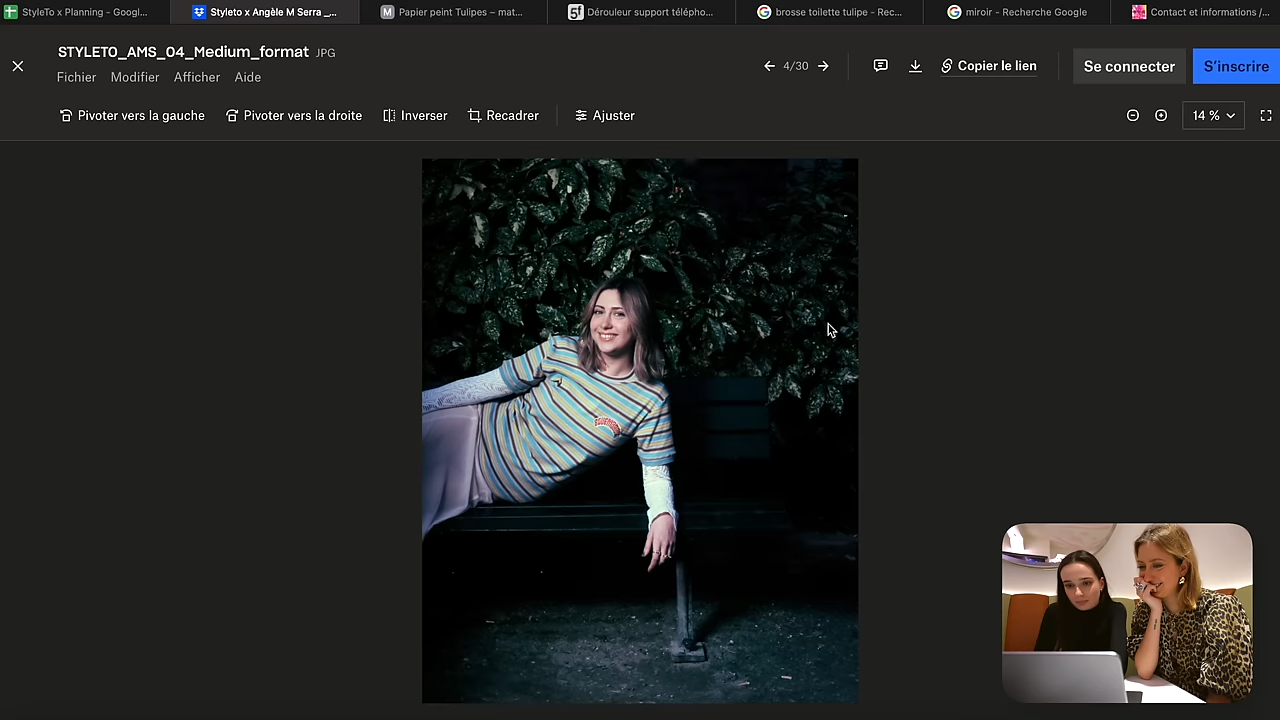 StyleTo x Planning - Googl...
Styleto x Angèle M Serra _...
Papier peint Tulipes – mat...
Dérouleur support télépho...
brosse toilette tulipe - Rec...
miroir - Recherche Google
Contact et informations /...
STYLETO_AMS_04_Medium_format JPG
Fichier Modifier Afficher Aide
4/30
Copier le lien
Se connecter
S'inscrire
Pivoter vers la gauche
Pivoter vers la droite
Inverser
Recadrer
Ajuster
14 %